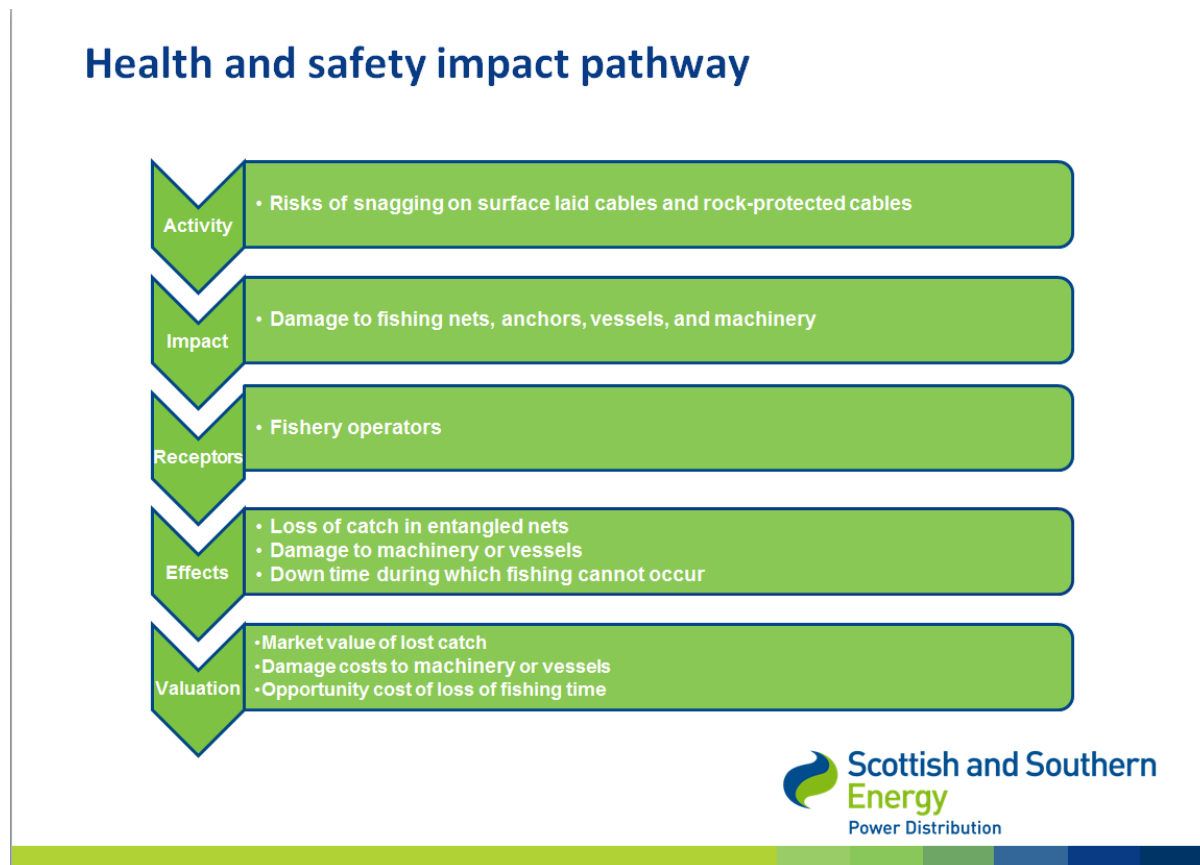 Health and safety impact pathway
Activity
• Risks of snagging on surface laid cables and rock-protected cables
Impact
• Damage to fishing nets, anchors, vessels, and machinery
Receptors
• Fishery operators
Effects
• Loss of catch in entangled nets
• Damage to machinery or vessels
• Down time during which fishing cannot occur
Valuation
•Market value of lost catch
•Damage costs to machinery or vessels
•Opportunity cost of loss of fishing time
Scottish and Southern
Energy
Power Distribution